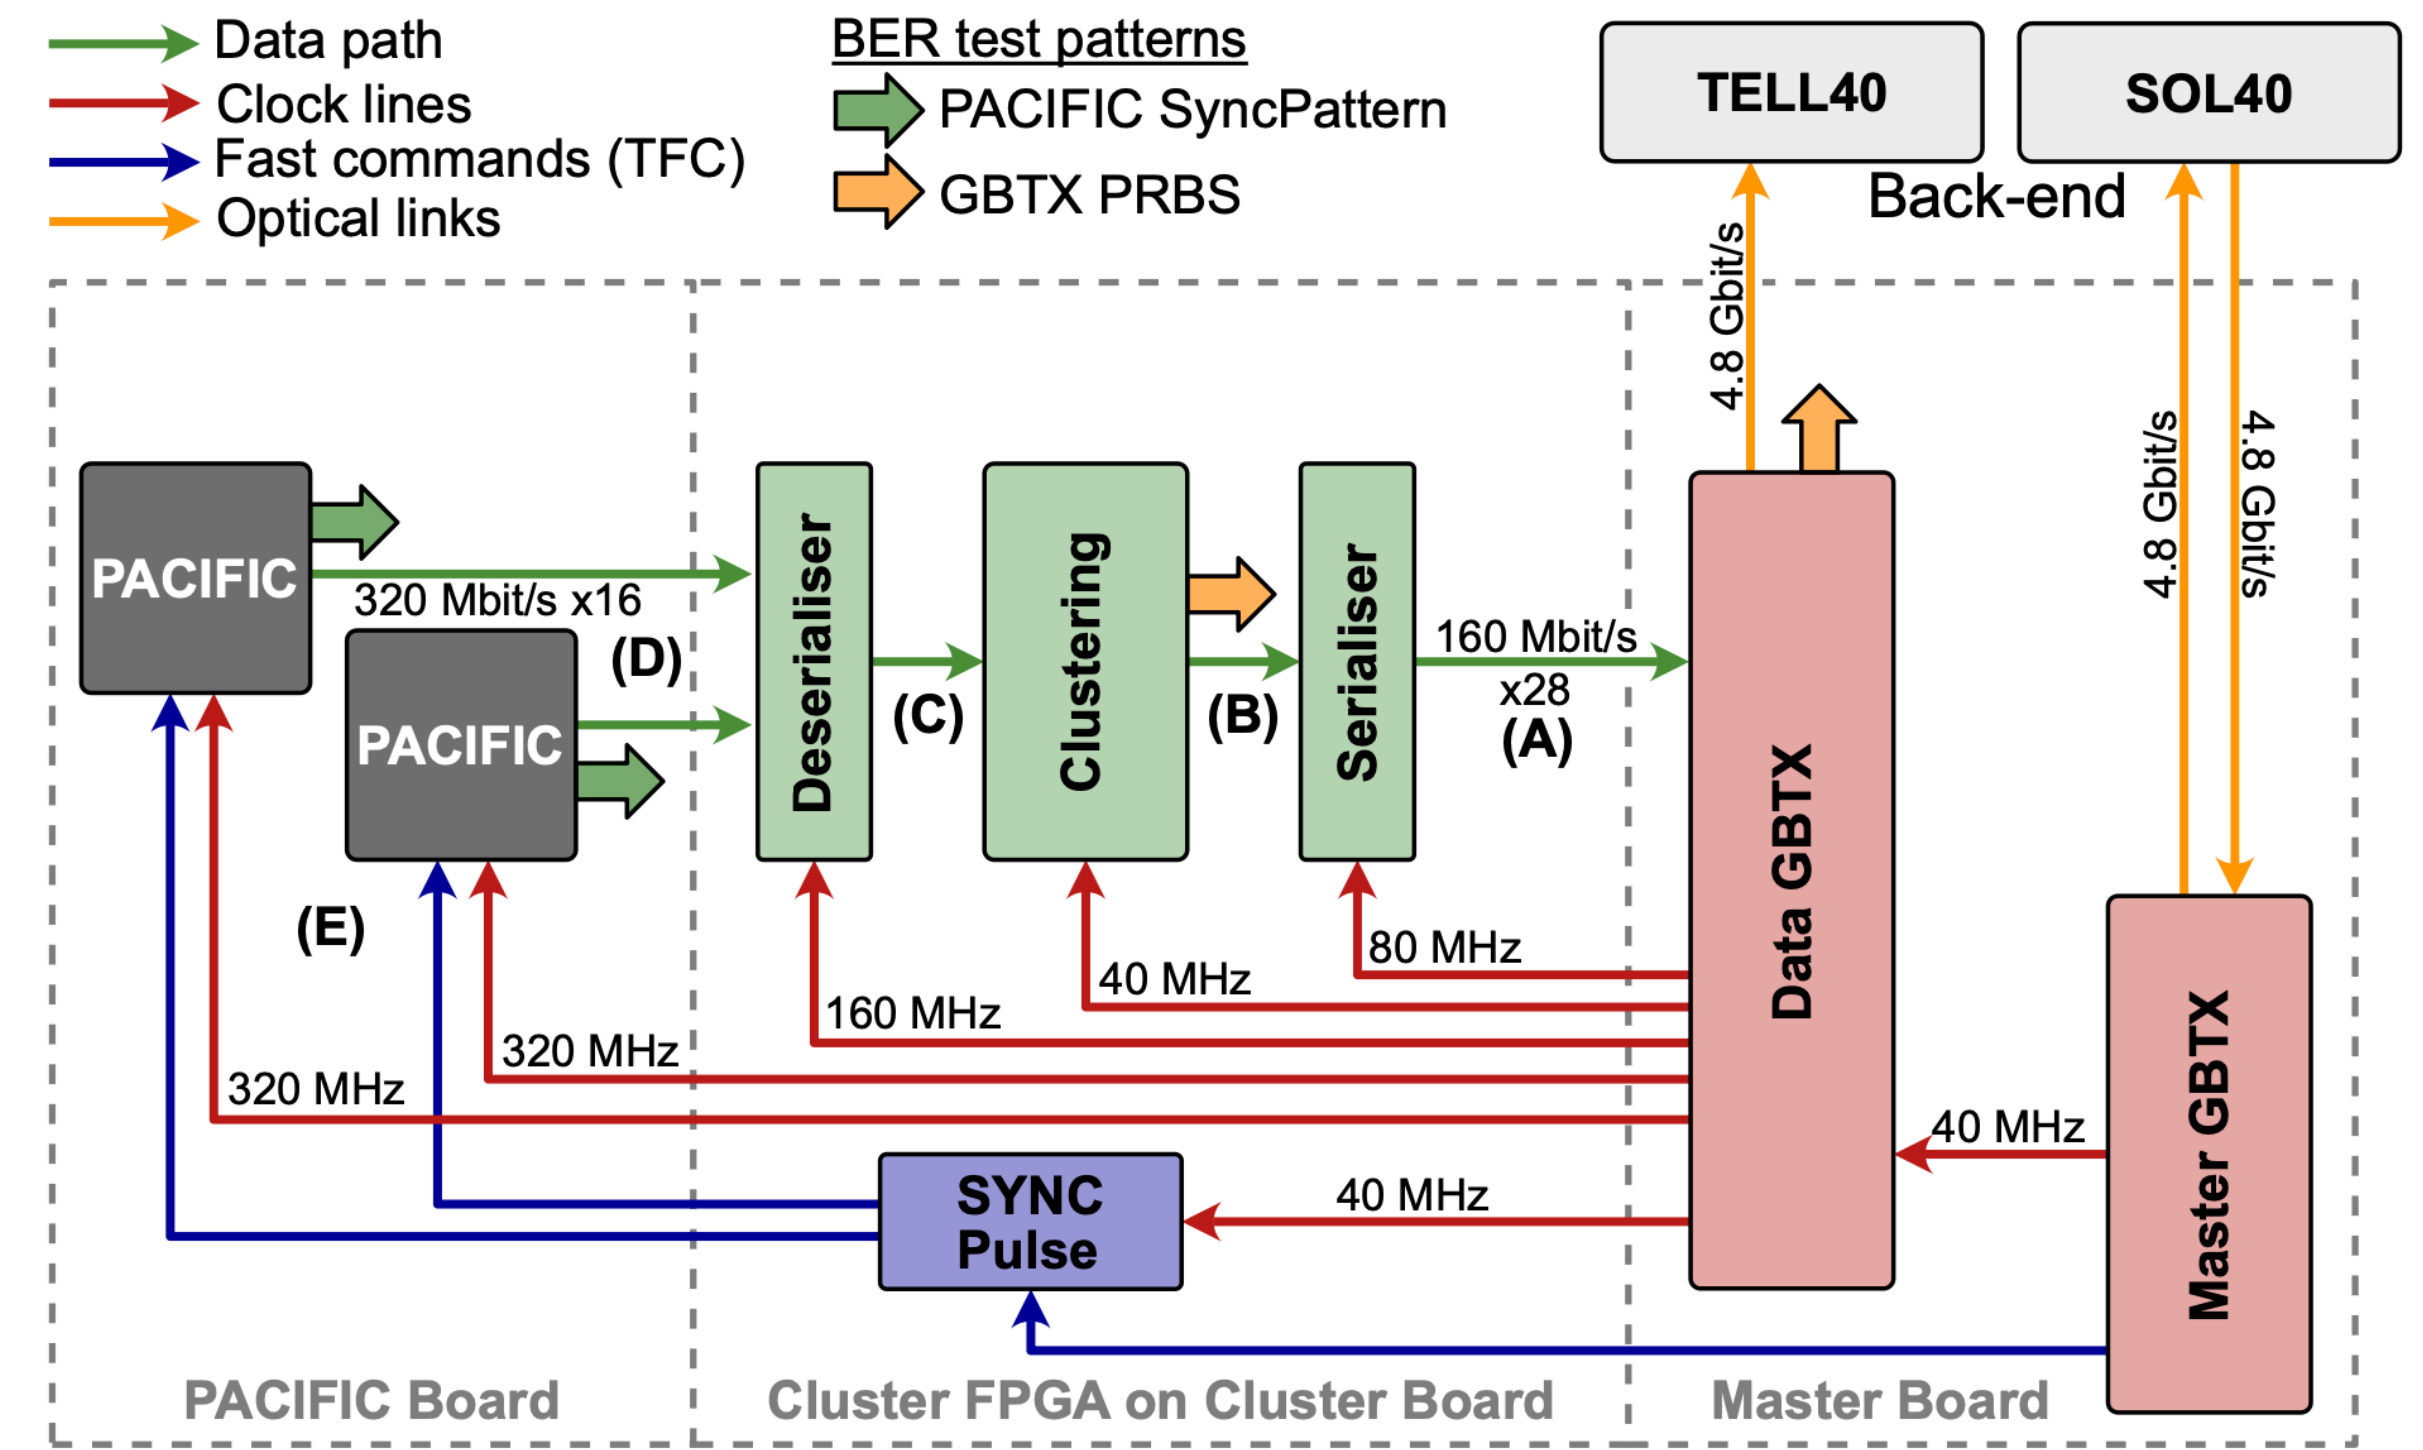 Data path
Clock lines
Fast commands (TFC)
Optical links
BER test patterns
PACIFIC SyncPattern
GBTX PRBS
TELL40
SOL40
Back-end
4.8 Gbit/s
4.8 Gbit/s
4.8 Gbit/s
PACIFIC
320 Mbit/s x16
(D)
PACIFIC
(E)
Deserialiser
(C)
Clustering
(B)
Serialiser
160 Mbit/s
x28
(A)
Data GBTX
80 MHz
40 MHz
160 MHz
320 MHz
320 MHz
40 MHz
Master GBTX
SYNC
Pulse
40 MHz
PACIFIC Board
Cluster FPGA on Cluster Board
Master Board